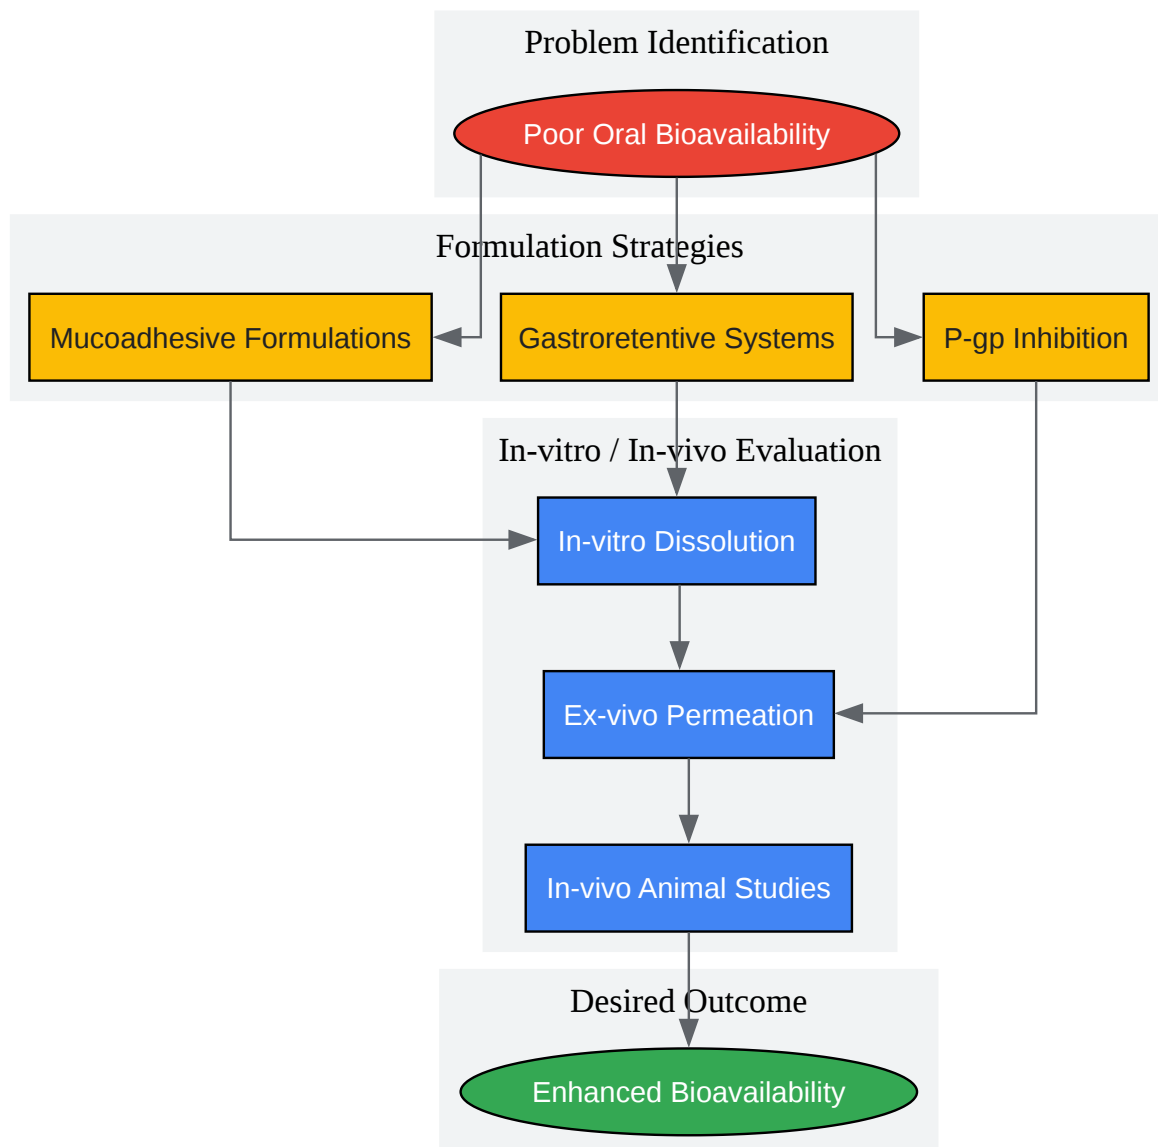 Problem Identification
Poor Oral Bioavailability
Formulation Strategies
Mucoadhesive Formulations
Gastroretentive Systems
P-gp Inhibition
In-vitro / In-vivo Evaluation
In-vitro Dissolution
Ex-vivo Permeation
In-vivo Animal Studies
Desired Outcome
Enhanced Bioavailability